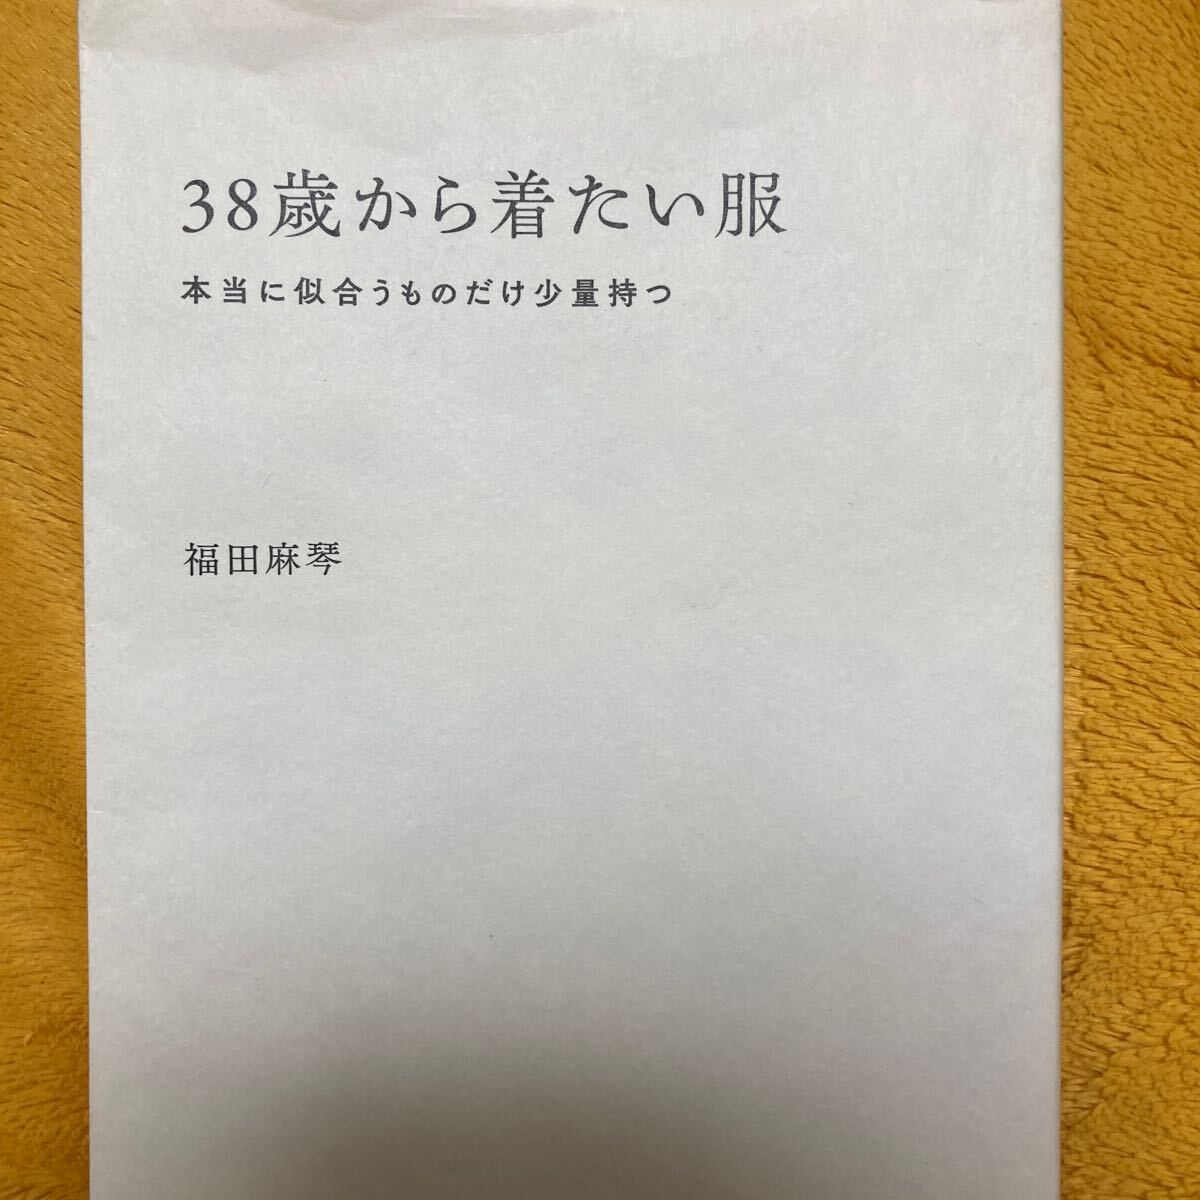 38歳から着たい服
本当に似合うものだけ少量持つ
福田麻琴